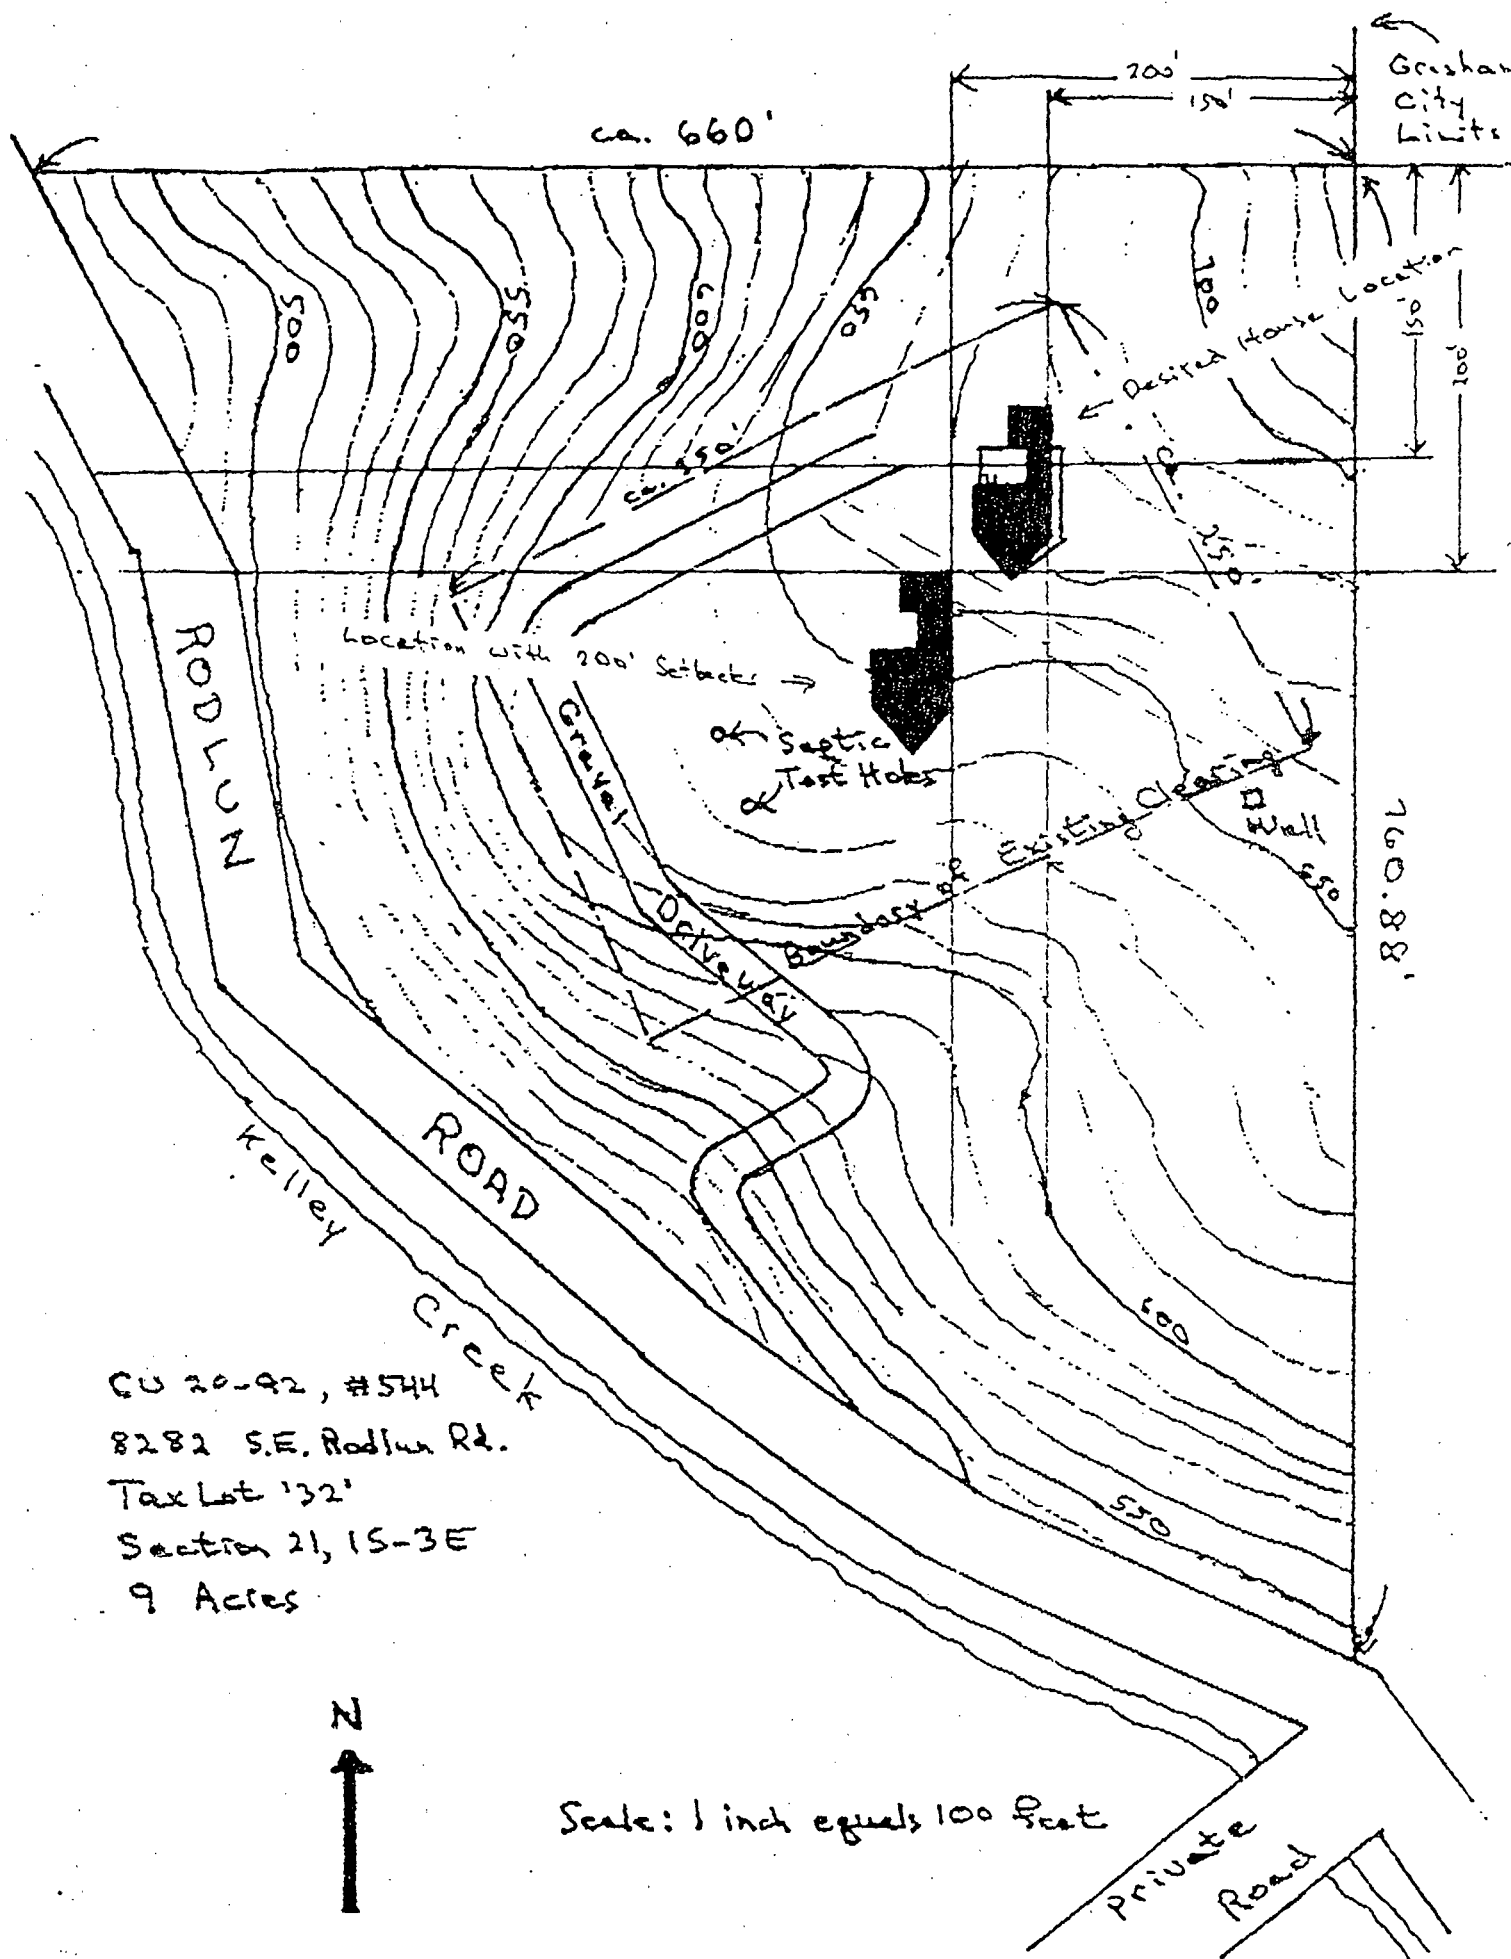 200'
150'
Gresham
City
Limits
ca. 660'
500
550
600
650
700
Desired House Location
150'
200'
ca. 350'
ca. 250'
RODLUN
ROAD
Location with 200' Setbacks
Septic
Test Holes
Gravel
Driveway
Boundary of Existing Clearing
Well
650
760.88'
Kelley
Creek
600
550
CU 20-92, #544
8282 S.E. Rodlun Rd.
Tax Lot '32'
Section 21, 1S-3E
9 Acres
N
Scale: 1 inch equals 100 feet
Private
Road